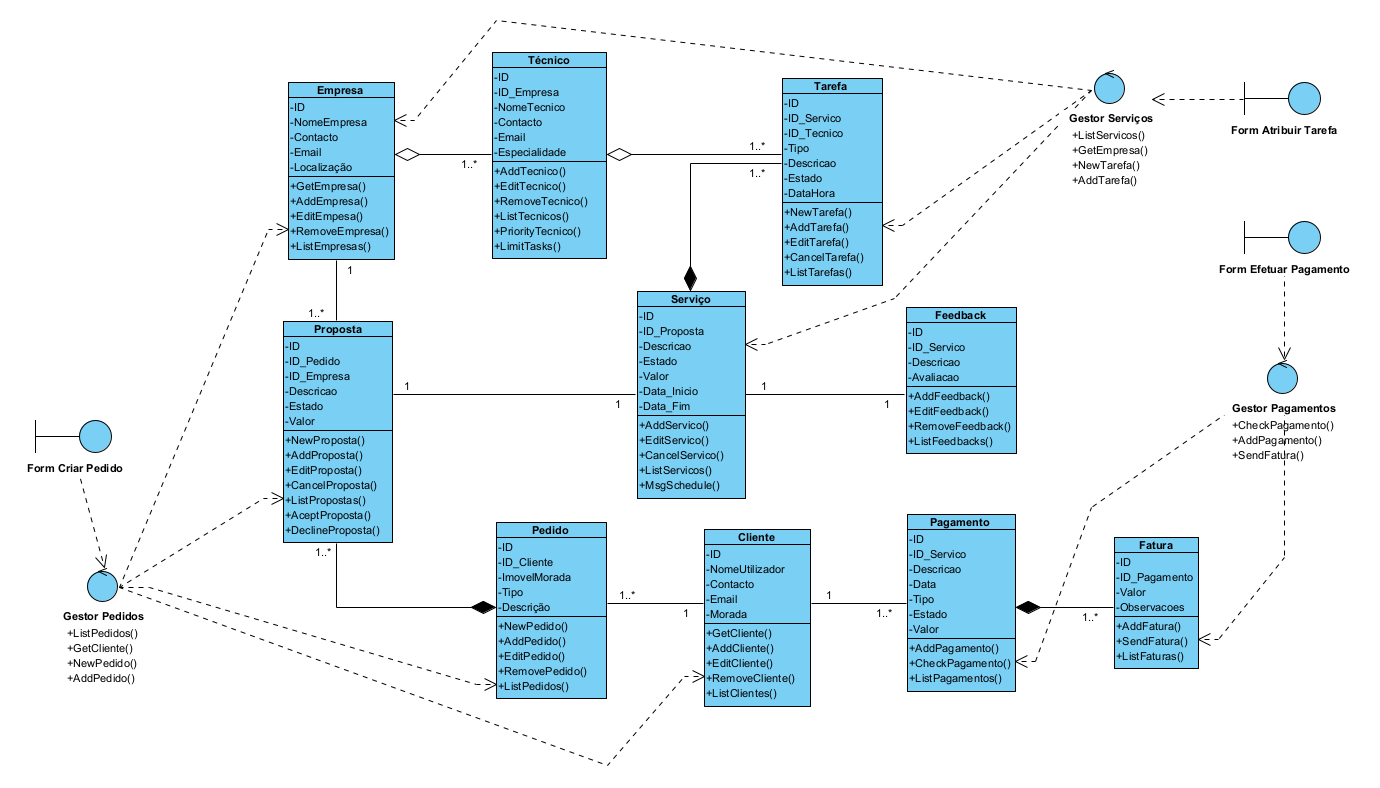 Empresa
-ID
-NomeEmpresa
-Contacto
-Email
-Localização
+GetEmpresa()
+AddEmpresa()
+EditEmpesa()
+RemoveEmpresa()
+ListEmpresas()
1..*
1
1..*
Técnico
-ID
-ID_Empresa
-NomeTecnico
-Contacto
-Email
-Especialidade
+AddTecnico()
+EditTecnico()
+RemoveTecnico()
+ListTecnicos()
+PriorityTecnico()
+LimitTasks()
1..*
1..*
Tarefa
-ID
-ID_Servico
-ID_Tecnico
-Tipo
-Descricao
-Estado
-DataHora
+NewTarefa()
+AddTarefa()
+EditTarefa()
+CancelTarefa()
+ListTarefas()
Gestor Serviços
+ListServicos()
+GetEmpresa()
+NewTarefa()
+AddTarefa()
Form Atribuir Tarefa
Form Efetuar Pagamento
Proposta
-ID
-ID_Pedido
-ID_Empresa
-Descricao
-Estado
-Valor
+NewProposta()
+AddProposta()
+EditProposta()
+CancelProposta()
+ListPropostas()
+AceptProposta()
+DeclineProposta()
1
1
1..*
Serviço
-ID
-ID_Proposta
-Descricao
-Estado
-Valor
-Data_Inicio
-Data_Fim
+AddServico()
+EditServico()
+CancelServico()
+ListServicos()
+MsgSchedule()
1
1
Feedback
-ID
-ID_Servico
-Descricao
-Avaliacao
+AddFeedback()
+EditFeedback()
+RemoveFeedback()
+ListFeedbacks()
Gestor Pagamentos
+CheckPagamento()
+AddPagamento()
+SendFatura()
Form Criar Pedido
Gestor Pedidos
+ListPedidos()
+GetCliente()
+NewPedido()
+AddPedido()
Pedido
-ID
-ID_Cliente
-ImovelMorada
-Tipo
-Descrição
+NewPedido()
+AddPedido()
+EditPedido()
+RemovePedido()
+ListPedidos()
1..*
1
Cliente
-ID
-NomeUtilizador
-Contacto
-Email
-Morada
+GetCliente()
+AddCliente()
+EditCliente()
+RemoveCliente()
+ListClientes()
1
1..*
Pagamento
-ID
-ID_Servico
-Descricao
-Data
-Tipo
-Estado
-Valor
+AddPagamento()
+CheckPagamento()
+ListPagamentos()
1..*
Fatura
-ID
-ID_Pagamento
-Valor
-Observacoes
+AddFatura()
+SendFatura()
+ListFaturas()